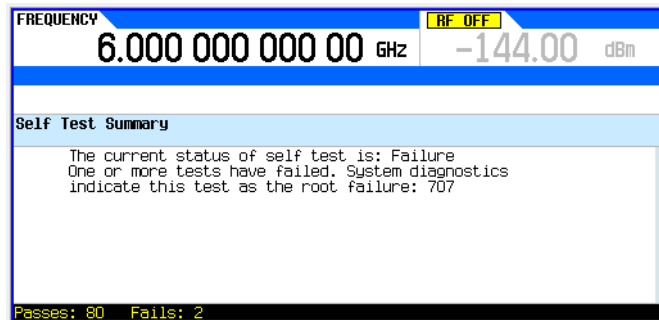 FREQUENCY
RF OFF
6.000 000 000 00 GHz
-144.00 dBm
Self Test Summary
The current status of self test is: Failure
One or more tests have failed. System diagnostics
indicate this test as the root failure: 707
Passes: 80 Fails: 2